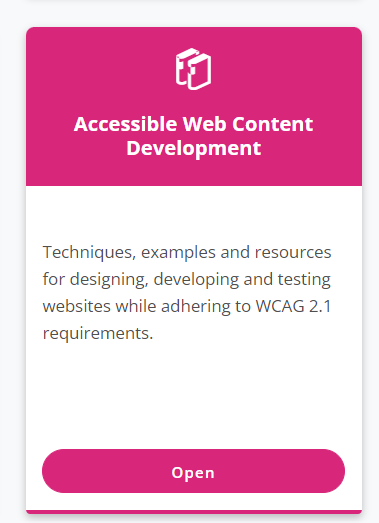 Accessible Web Content
Development
Techniques, examples and resources
for designing, developing and testing
websites while adhering to WCAG 2.1
requirements.
Open